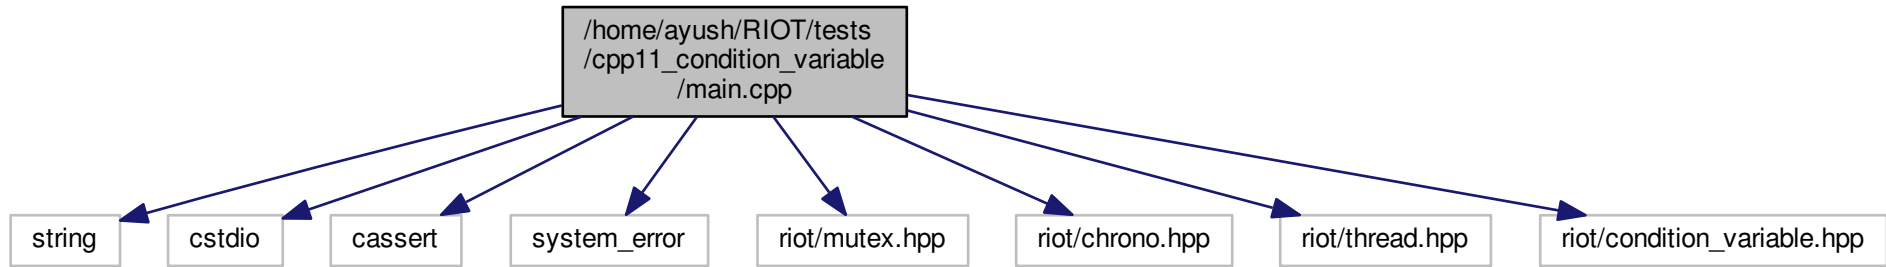 /home/ayush/RIOT/tests
/cpp11_condition_variable
/main.cpp
string
cstdio
cassert
system_error
riot/mutex.hpp
riot/chrono.hpp
riot/thread.hpp
riot/condition_variable.hpp